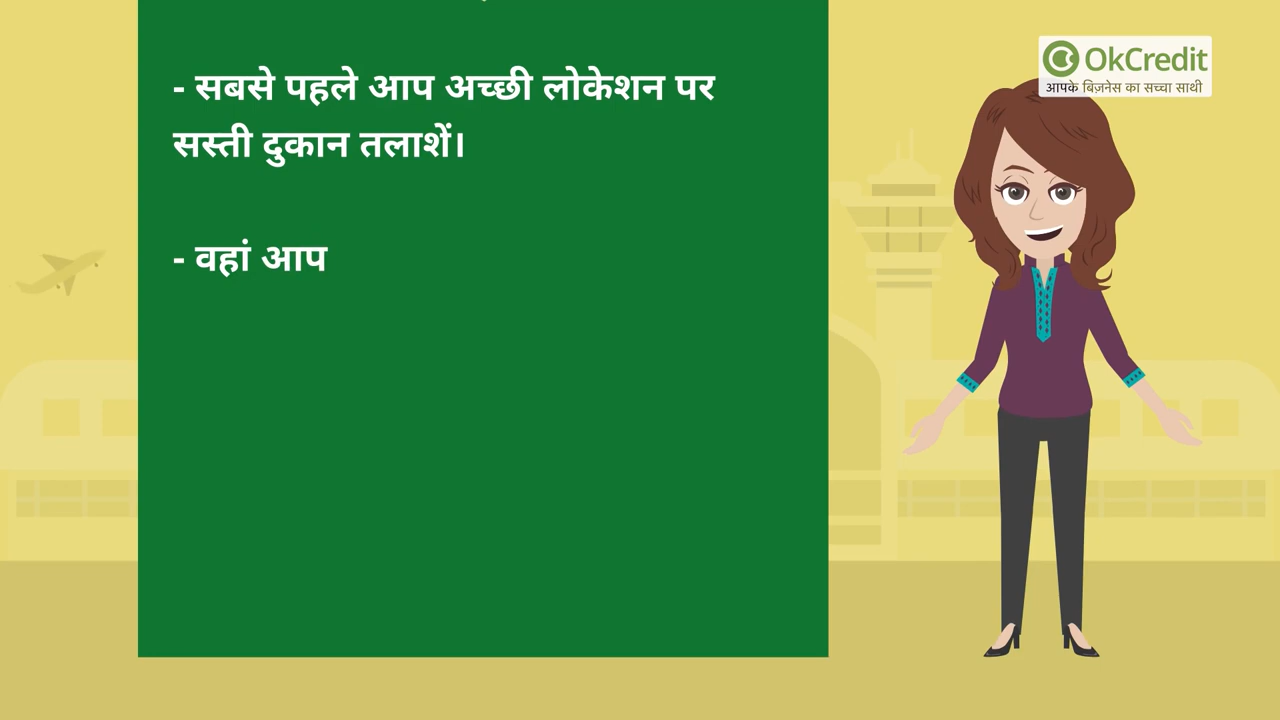 OkCredit
आपके बिज़नेस का सच्चा साथी
- सबसे पहले आप अच्छी लोकेशन पर
सस्ती दुकान तलाशें।
- वहां आप